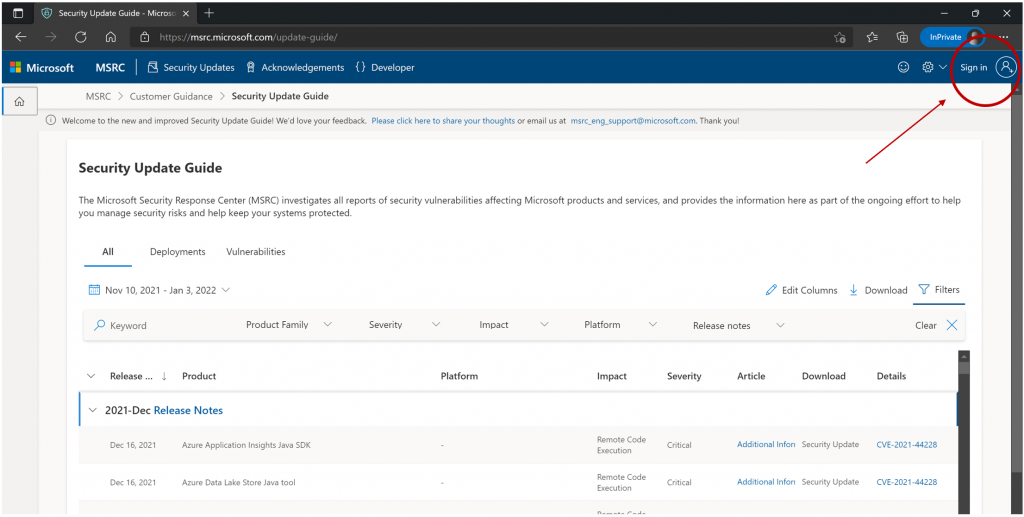 Security Update Guide - Micros
https://msrc.microsoft.com/update-guide/
InPrivate
Microsoft MSRC Security Updates Acknowledgements Developer Sign in
MSRC > Customer Guidance > Security Update Guide
Welcome to the new and improved Security Update Guide! We'd love your feedback. Please click here to share your thoughts or email us at msrc_eng_support@microsoft.com. Thank you!
Security Update Guide
The Microsoft Security Response Center (MSRC) investigates all reports of security vulnerabilities affecting Microsoft products and services, and provides the information here as part of the ongoing effort to help
you manage security risks and help keep your systems protected.
All Deployments Vulnerabilities
Nov 10, 2021 - Jan 3, 2022 Edit Columns Download Filters
Keyword Product Family Severity Impact Platform Release notes Clear
Release ... ↓ Product Platform Impact Severity Article Download Details
2021-Dec Release Notes
Dec 16, 2021 Azure Application Insights Java SDK - Remote Code Execution Critical Additional Infon Security Update CVE-2021-44228
Dec 16, 2021 Azure Data Lake Store Java tool - Remote Code Execution Critical Additional Infon Security Update CVE-2021-44228